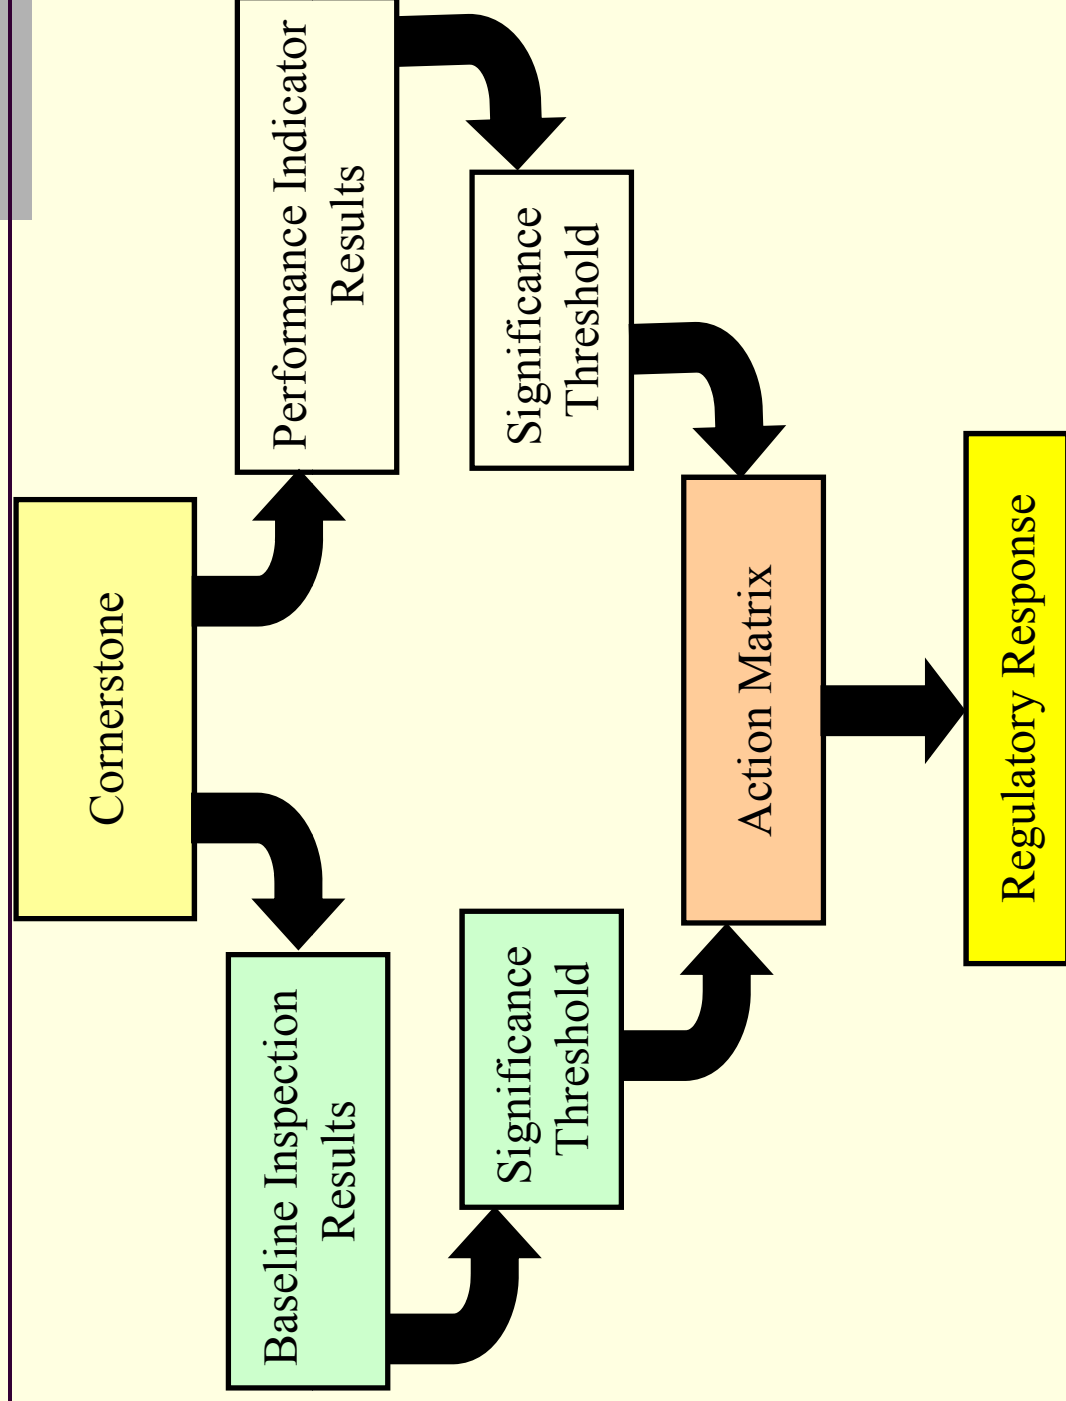 Cornerstone
Baseline Inspection
Results
Performance Indicator
Results
Significance
Threshold
Significance
Threshold
Action Matrix
Regulatory Response